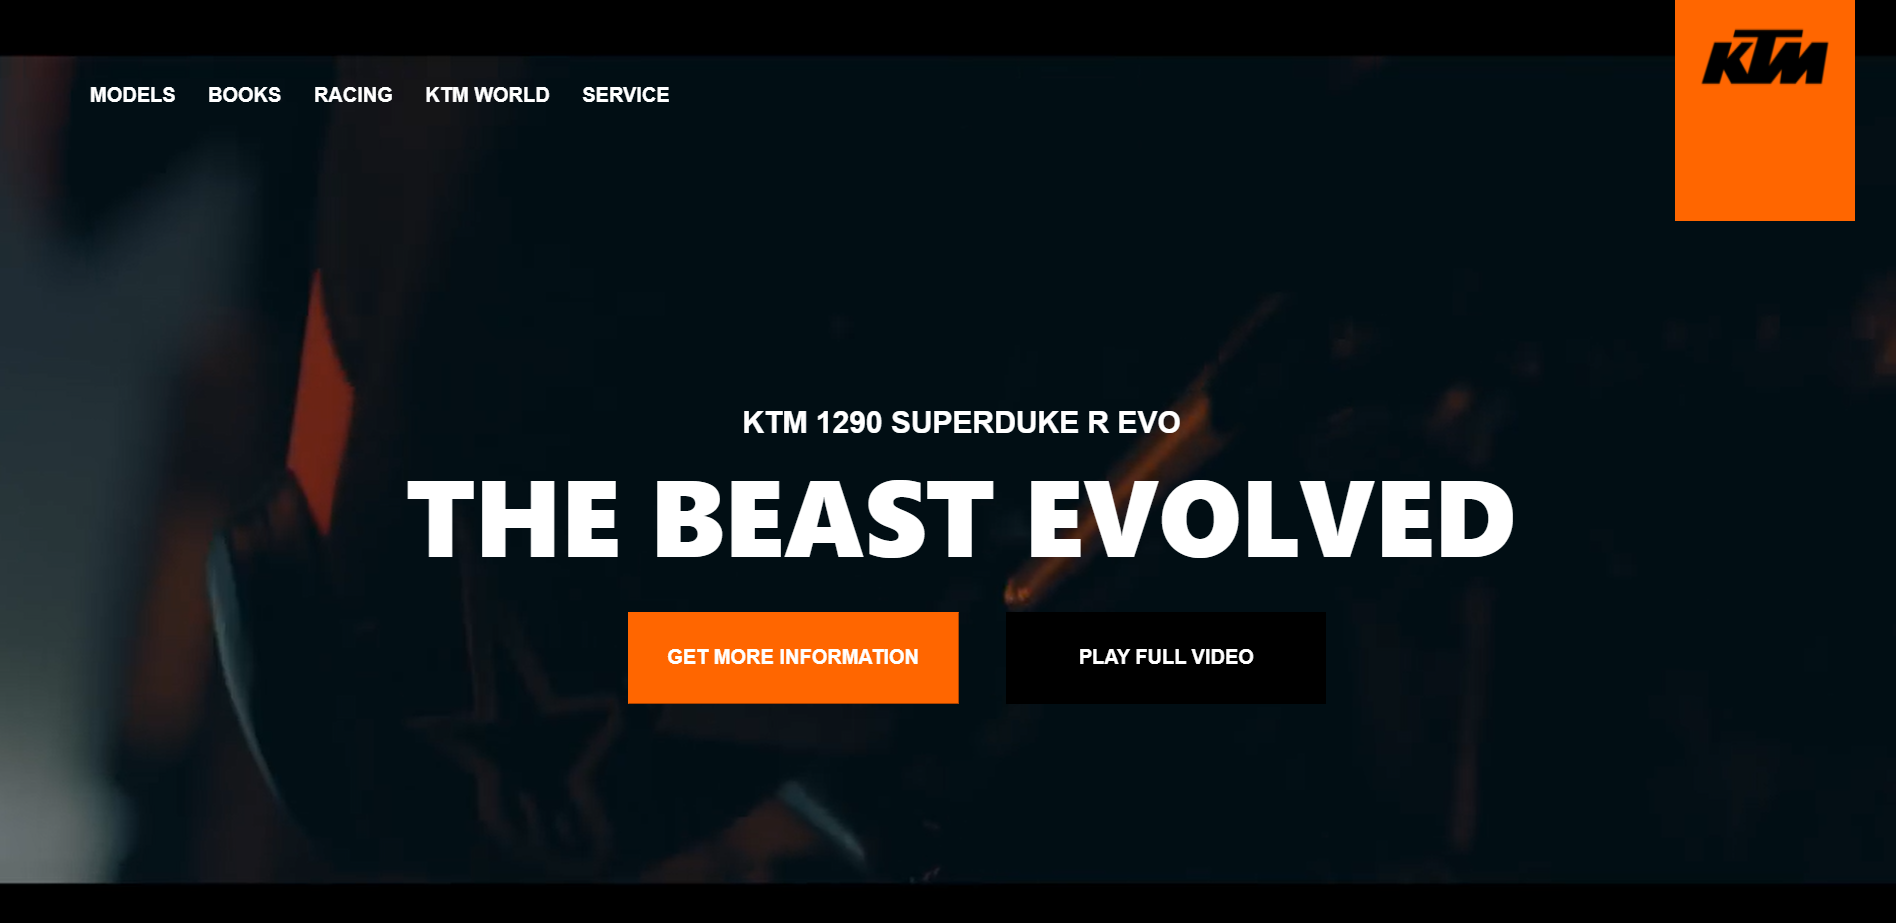 KTM
MODELS BOOKS RACING KTM WORLD SERVICE
KTM 1290 SUPERDUKE R EVO
THE BEAST EVOLVED
GET MORE INFORMATION PLAY FULL VIDEO